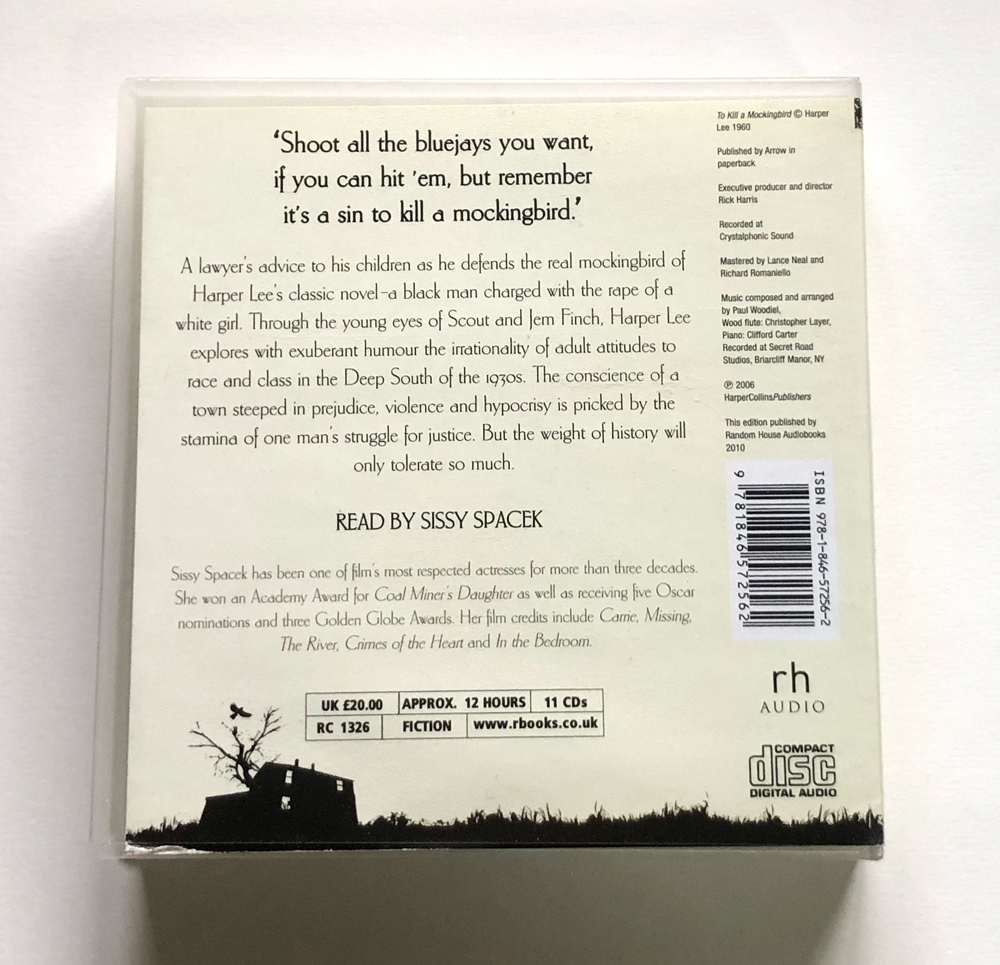 ‘Shoot all the bluejays you want,
if you can hit ’em, but remember
it’s a sin to kill a mockingbird.’
A lawyer’s advice to his children as he defends the real mockingbird of
Harper Lee’s classic novel–a black man charged with the rape of a
white girl. Through the young eyes of Scout and Jem Finch, Harper Lee
explores with exuberant humour the irrationality of adult attitudes to
race and class in the Deep South of the 1930s. The conscience of a
town steeped in prejudice, violence and hypocrisy is pricked by the
stamina of one man’s struggle for justice. But the weight of history will
only tolerate so much.
READ BY SISSY SPACEK
Sissy Spacek has been one of film’s most respected actresses for more than three decades.
She won an Academy Award for Coal Miner’s Daughter as well as receiving five Oscar
nominations and three Golden Globe Awards. Her film credits include Carrie, Missing,
The River, Crimes of the Heart and In the Bedroom.
UK £20.00 APPROX. 12 HOURS 11 CDs
RC 1326 FICTION www.rbooks.co.uk
To Kill a Mockingbird © Harper
Lee 1960
Published by Arrow in
paperback
Executive producer and director
Rick Harris
Recorded at
Crystalphonic Sound
Mastered by Lance Neal and
Richard Romaniello
Music composed and arranged
by Paul Woodiel,
Wood flute: Christopher Layer,
Piano: Clifford Carter
Recorded at Secret Road
Studios, Briarcliff Manor, NY
℗ 2006
HarperCollinsPublishers
This edition published by
Random House Audiobooks
2010
ISBN 978-1-846-57256-2
9 781846 572562
rh
AUDIO
COMPACT
disc
DIGITAL AUDIO